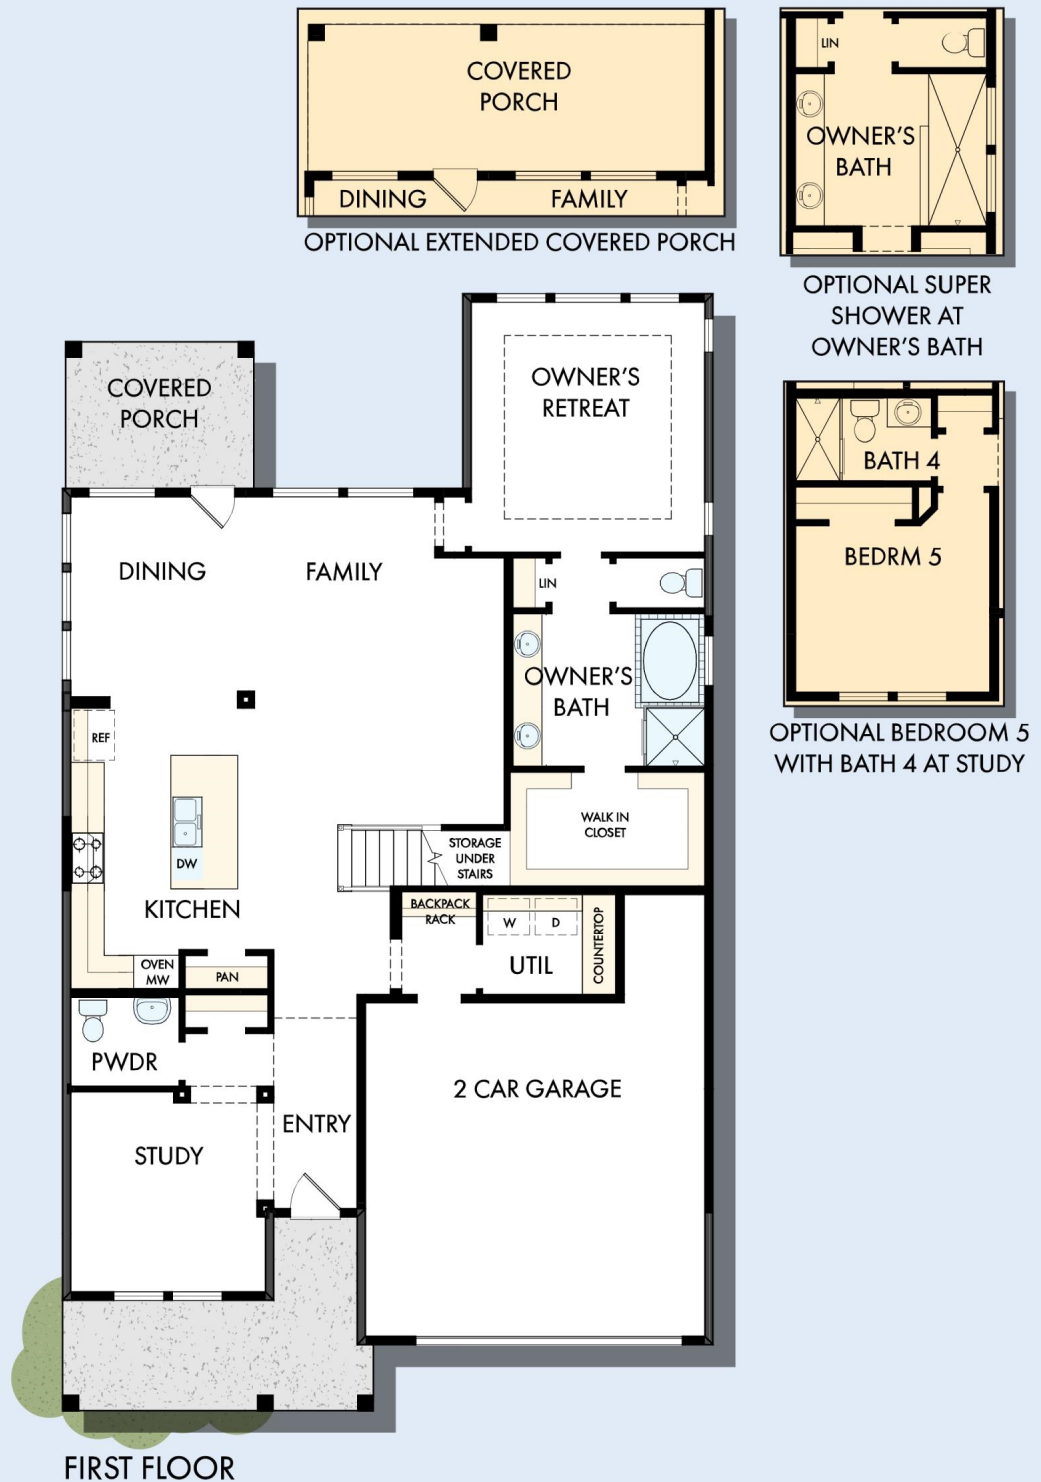 COVERED
PORCH
DINING
FAMILY
OPTIONAL EXTENDED COVERED PORCH
LIN
OWNER'S
BATH
OPTIONAL SUPER
SHOWER AT
OWNER'S BATH
BATH 4
BEDRM 5
OPTIONAL BEDROOM 5
WITH BATH 4 AT STUDY
COVERED
PORCH
OWNER'S
RETREAT
DINING
FAMILY
LIN
OWNER'S
BATH
REF
DW
KITCHEN
WALK IN
CLOSET
STORAGE
UNDER
STAIRS
BACKPACK
RACK
W
D
COUNTERTOP
UTIL
OVEN
MW
PAN
PWDR
2 CAR GARAGE
ENTRY
STUDY
FIRST FLOOR